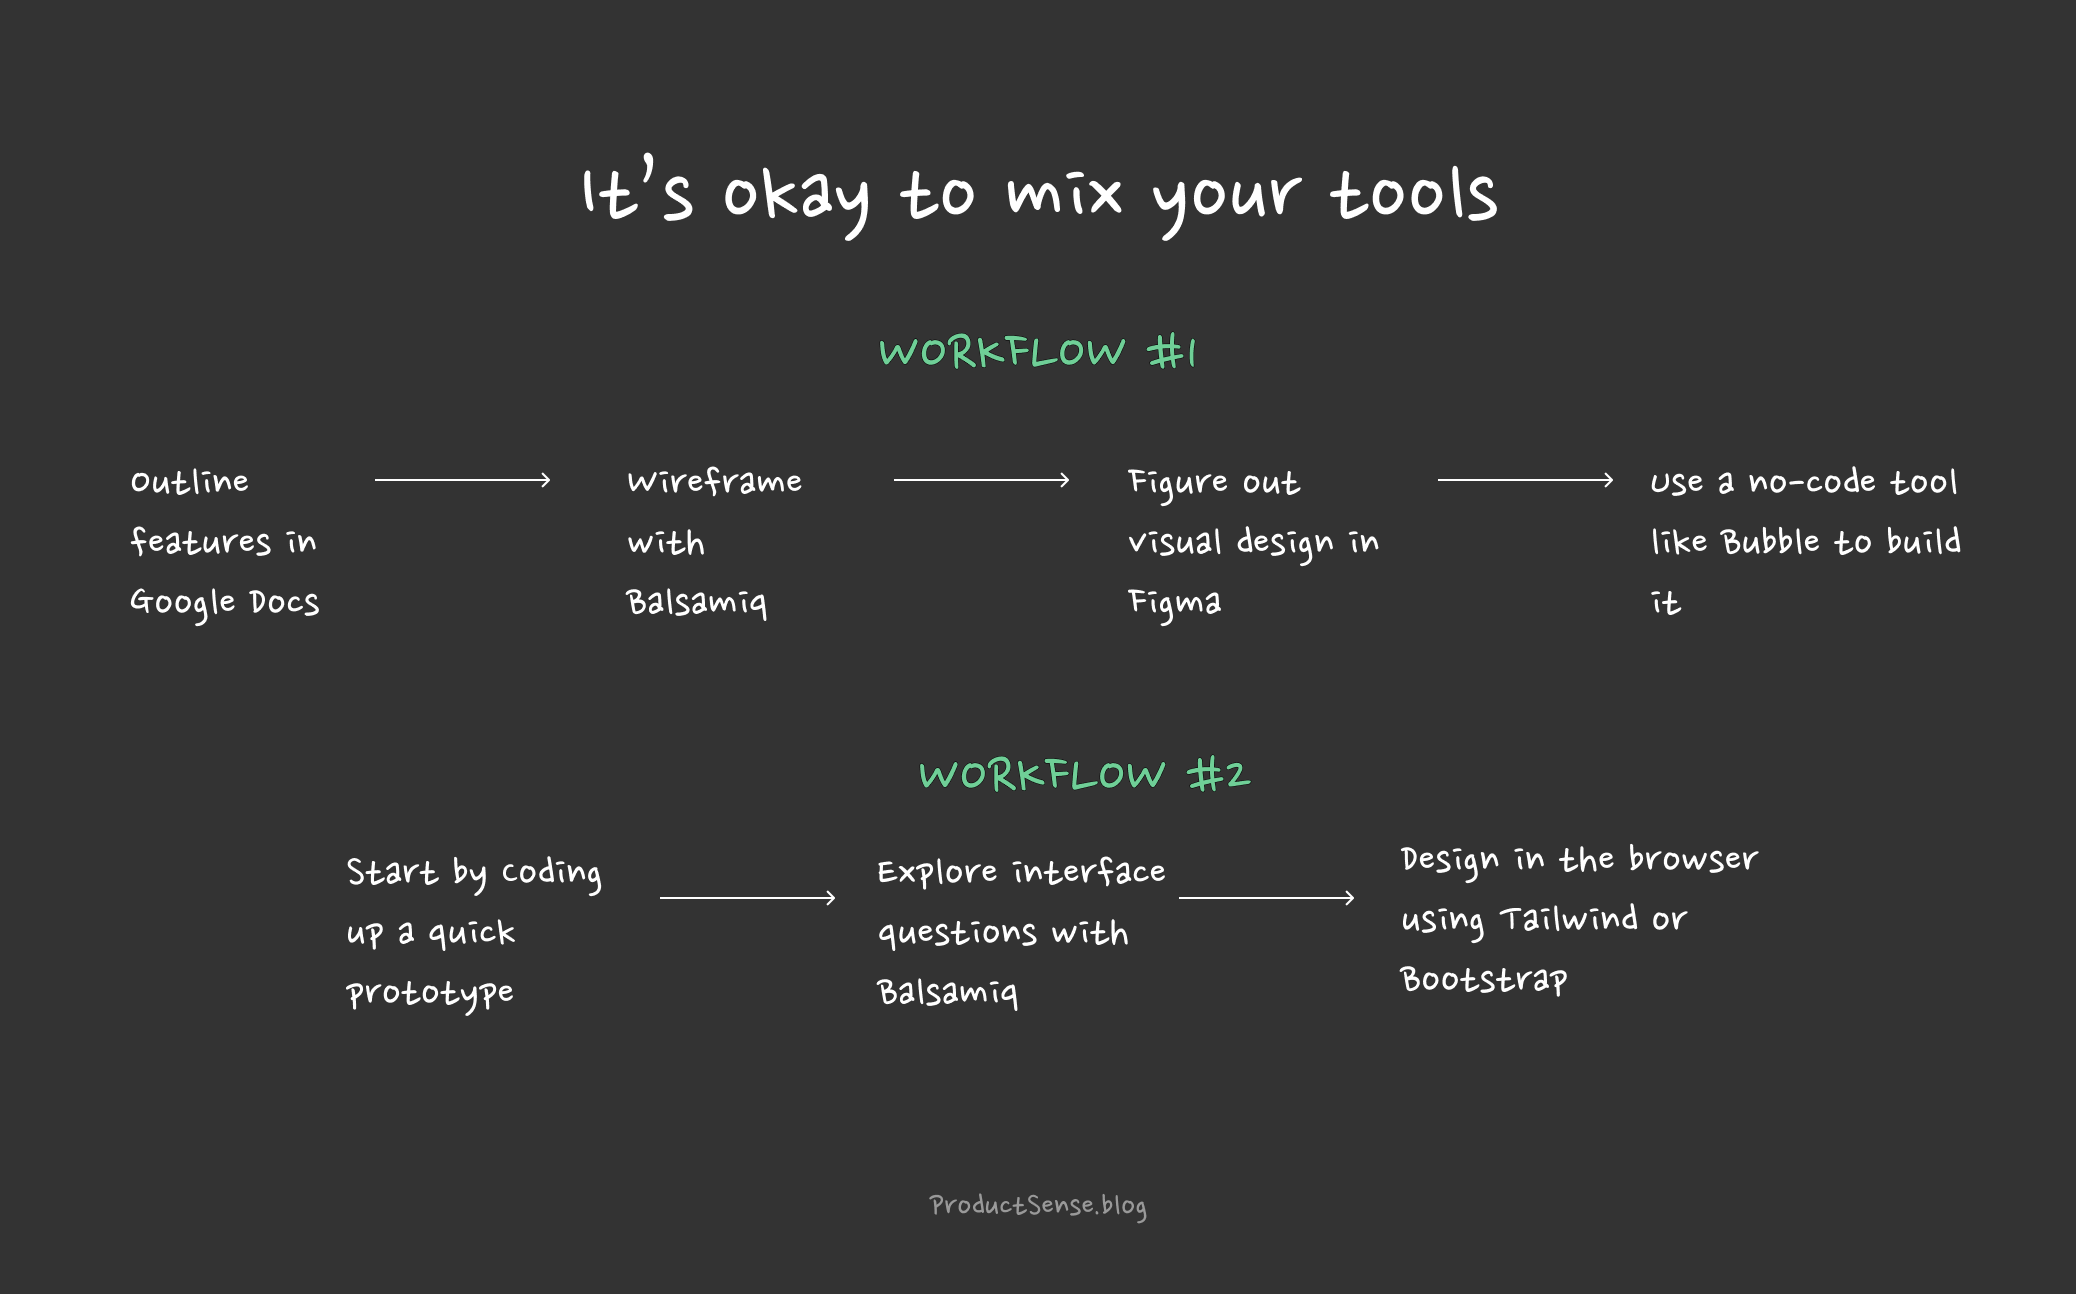 It's okay to mix your tools
WORKFLOW #1
Outline
features in
Google Docs
Wireframe
with
Balsamiq
Figure out
visual design in
Figma
Use a no-code tool
like Bubble to build
it
WORKFLOW #2
Start by coding
up a quick
prototype
Explore interface
questions with
Balsamiq
Design in the browser
using Tailwind or
Bootstrap
ProductSense.blog